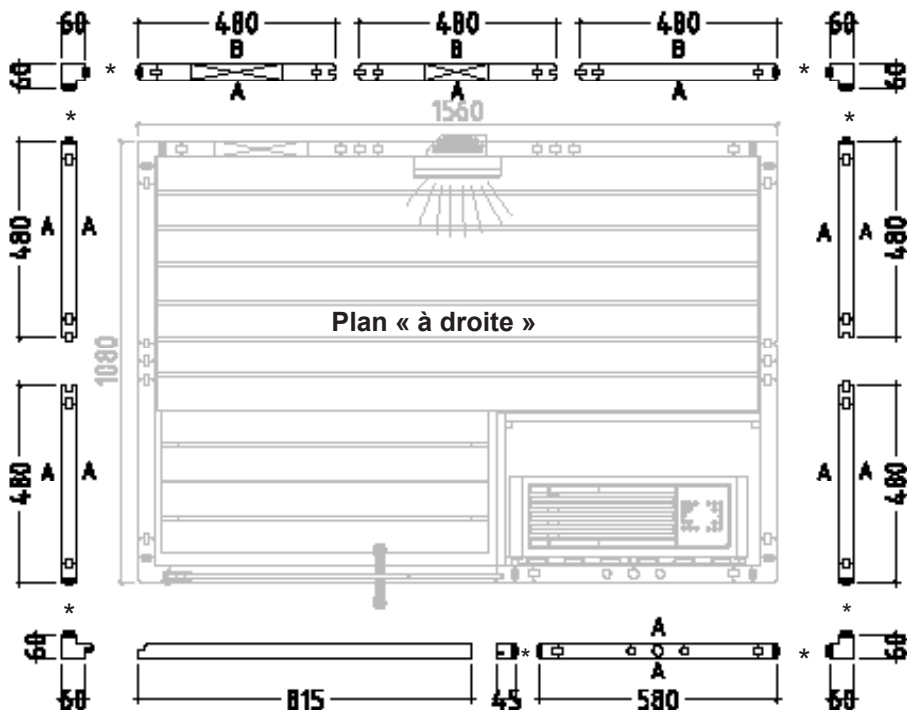 60 480 480 480 60
B B B
60 * * 60
A A A
* 1560 *
480 A A A A 480
Plan « à droite »
1080
480 A A A A 480
* *
A
60 * * 60
A
60 815 45 580 60